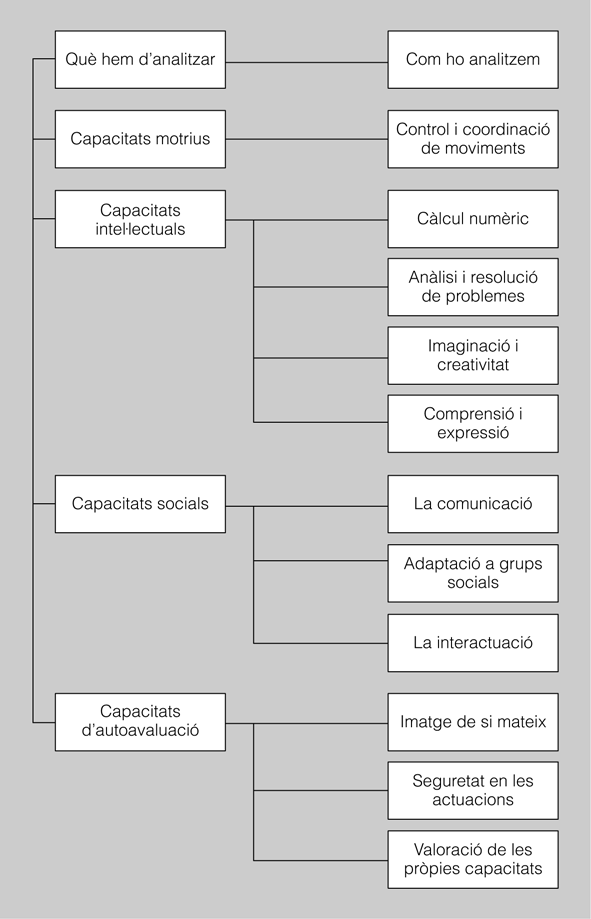 Què hem d'analitzar
Com ho analitzem
Capacitats motrius
Control i coordinació
de moviments
Capacitats
intel·lectuals
Càlcul numèric
Anàlisi i resolució
de problemes
Imaginació i
creativitat
Comprensió i
expressió
Capacitats socials
La comunicació
Adaptació a grups
socials
La interactuació
Capacitats
d'autoavaluació
Imatge de si mateix
Seguretat en les
actuacions
Valoració de les
pròpies capacitats